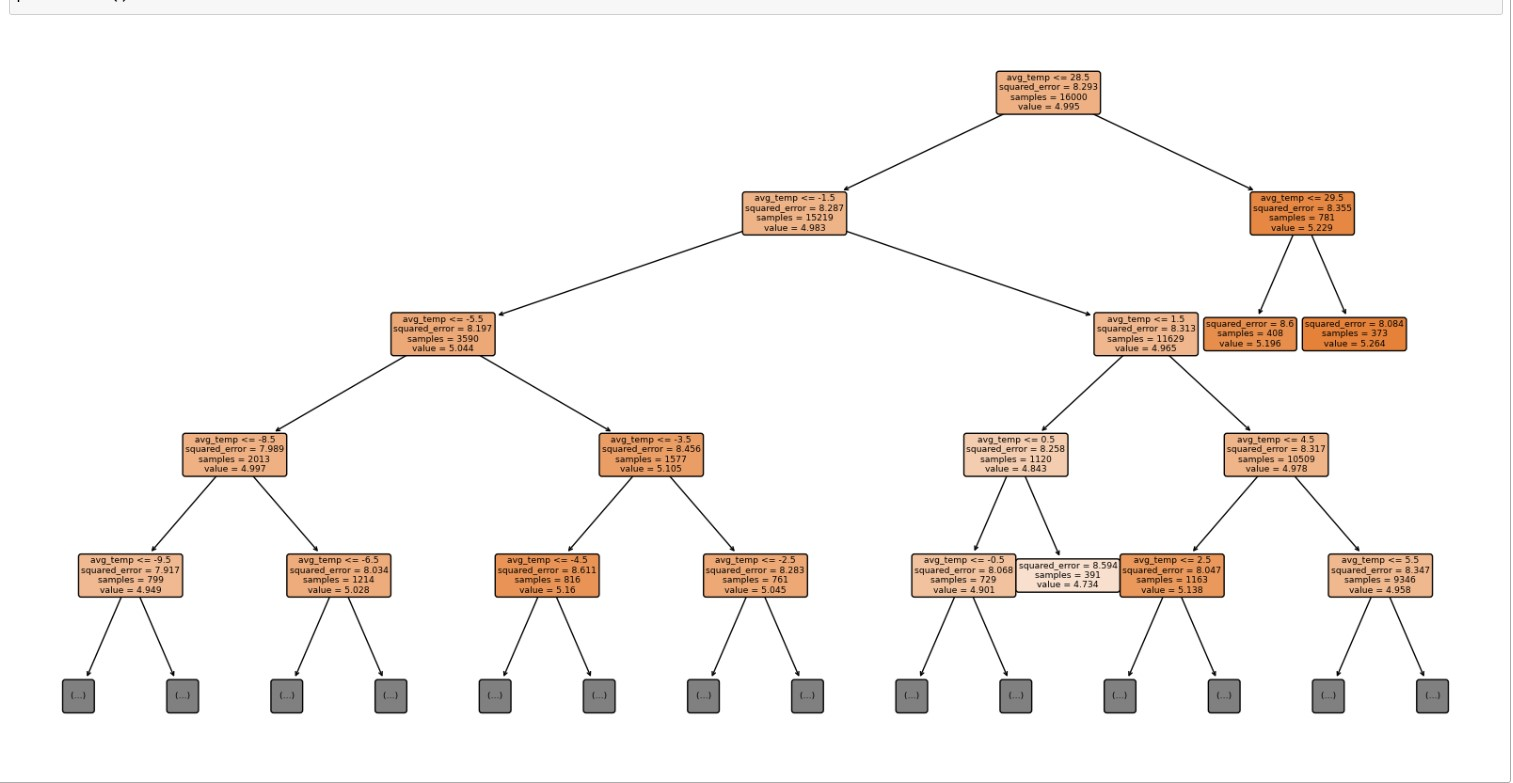 avg_temp <= 28.5
squared_error = 8.293
samples = 16000
value = 4.995
avg_temp <= -1.5
squared_error = 8.287
samples = 15219
value = 4.983
avg_temp <= 29.5
squared_error = 8.355
samples = 781
value = 5.229
avg_temp <= -5.5
squared_error = 8.197
samples = 3590
value = 5.044
avg_temp <= 1.5
squared_error = 8.313
samples = 11629
value = 4.965
squared_error = 8.6
samples = 408
value = 5.196
squared_error = 8.084
samples = 373
value = 5.264
avg_temp <= -8.5
squared_error = 7.989
samples = 2013
value = 4.997
avg_temp <= -3.5
squared_error = 8.456
samples = 1577
value = 5.105
avg_temp <= 0.5
squared_error = 8.258
samples = 1120
value = 4.843
avg_temp <= 4.5
squared_error = 8.317
samples = 10509
value = 4.978
avg_temp <= -9.5
squared_error = 7.917
samples = 799
value = 4.949
avg_temp <= -6.5
squared_error = 8.034
samples = 1214
value = 5.028
avg_temp <= -4.5
squared_error = 8.611
samples = 816
value = 5.16
avg_temp <= -2.5
squared_error = 8.283
samples = 761
value = 5.045
avg_temp <= -0.5
squared_error = 8.068
samples = 729
value = 4.901
squared_error = 8.594
samples = 391
value = 4.734
avg_temp <= 2.5
squared_error = 8.047
samples = 1163
value = 5.138
avg_temp <= 5.5
squared_error = 8.347
samples = 9346
value = 4.958
(...)
(...)
(...)
(...)
(...)
(...)
(...)
(...)
(...)
(...)
(...)
(...)
(...)
(...)